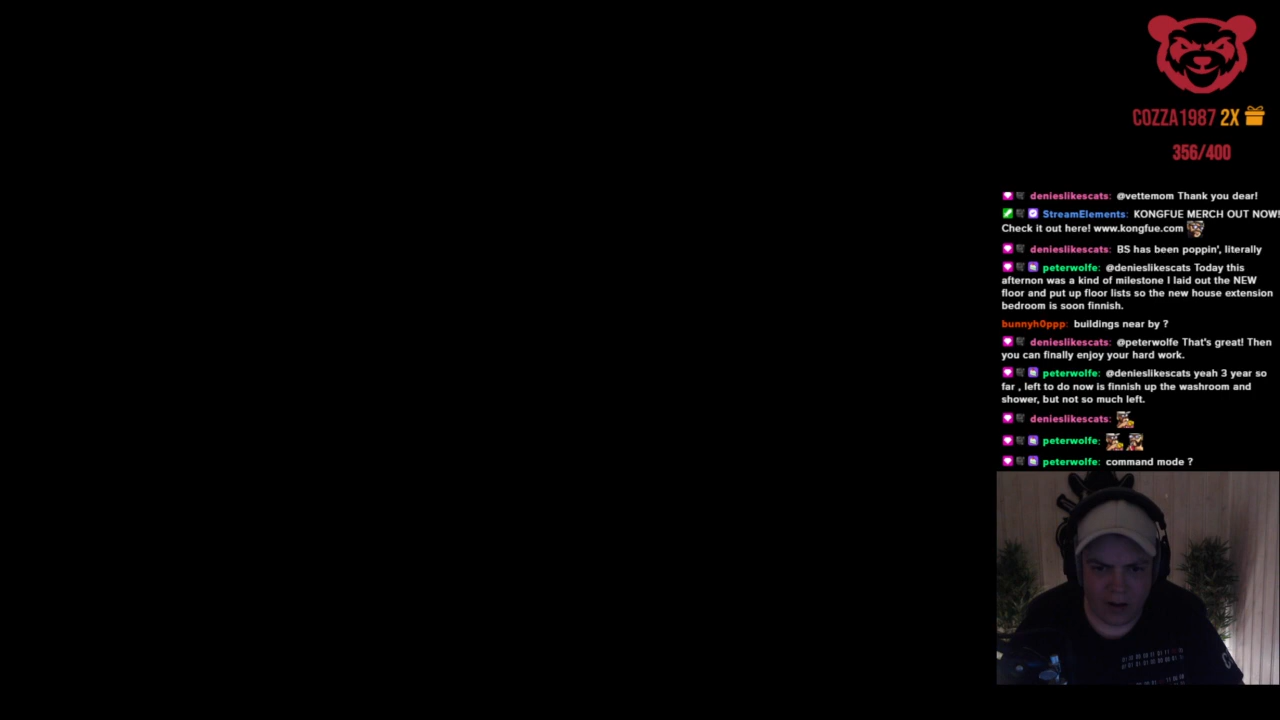 COZZA1987 2X
356/400
denieslikescats: @vettemom Thank you dear!
StreamElements: KONGFUE MERCH OUT NOW!
Check it out here! www.kongfue.com
denieslikescats: BS has been poppin', literally
peterwolfe: @denieslikescats Today this
afternon was a kind of milestone I laid out the NEW
floor and put up floor lists so the new house extension
bedroom is soon finnish.
bunnyh0ppp: buildings near by ?
denieslikescats: @peterwolfe That's great! Then
you can finally enjoy your hard work.
peterwolfe: @denieslikescats yeah 3 year so
far , left to do now is finnish up the washroom and
shower, but not so much left.
denieslikescats:
peterwolfe:
peterwolfe: command mode ?